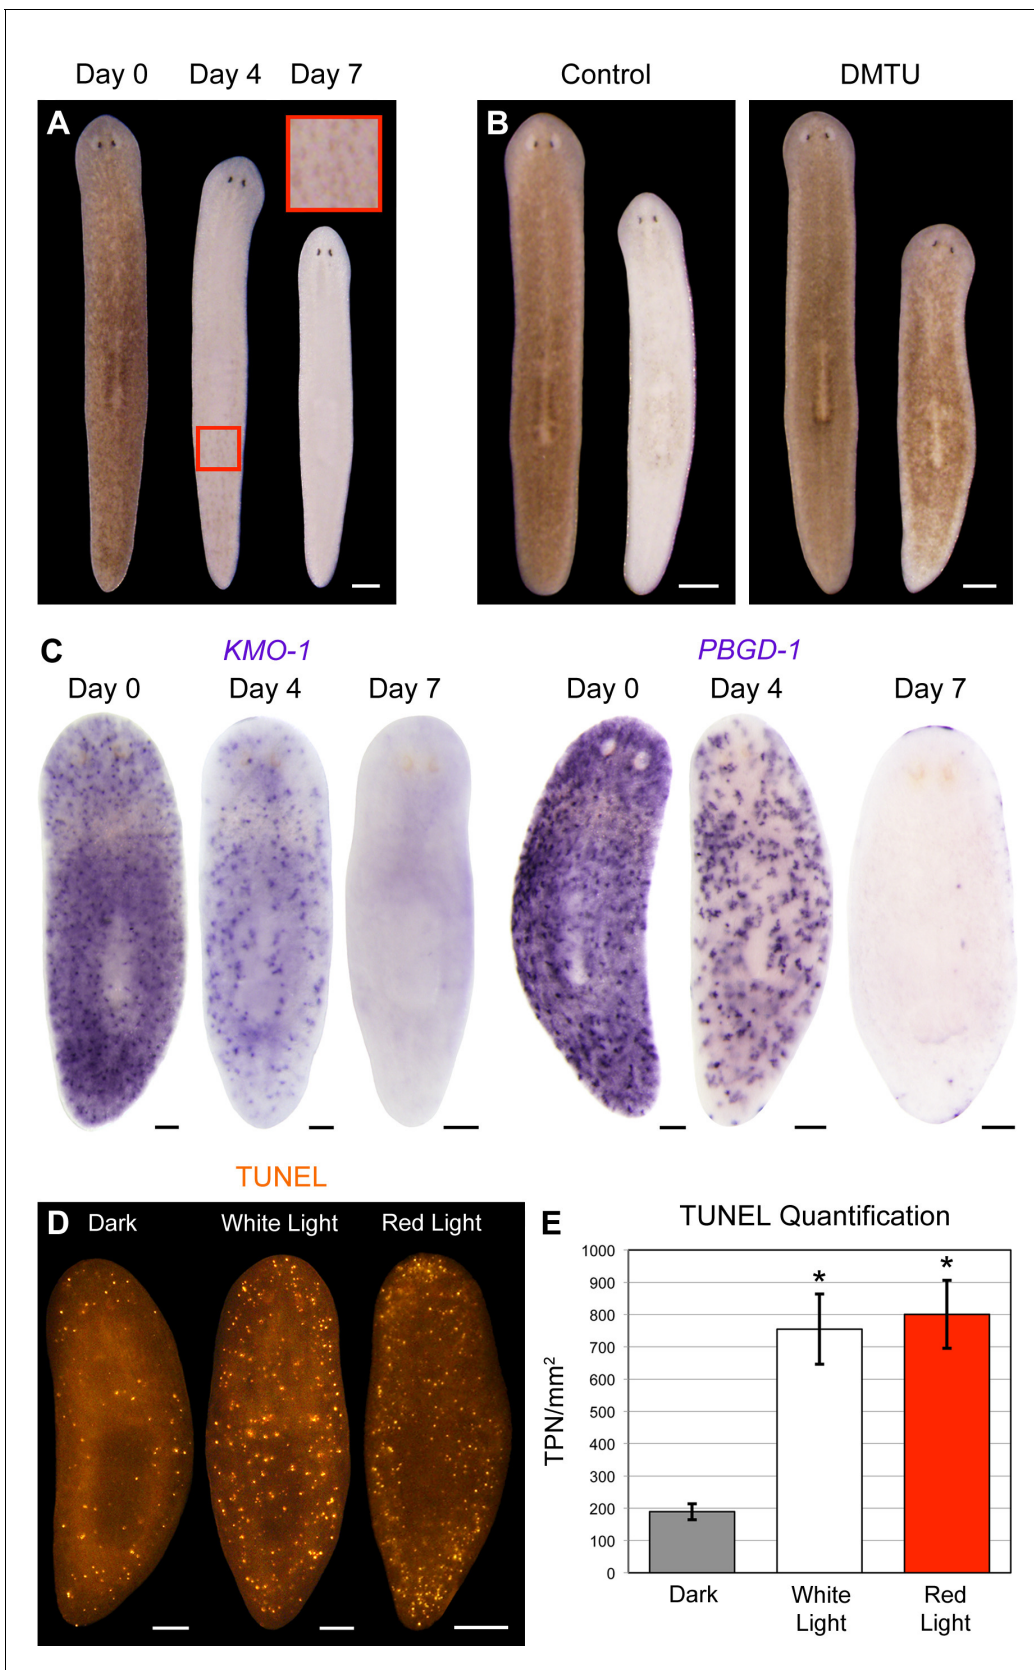 Day 0 Day 4 Day 7
A
Control DMTU
B
C
KMO-1
Day 0 Day 4 Day 7
PBGD-1
Day 0 Day 4 Day 7
TUNEL
D Dark White Light Red Light
E
TUNEL Quantification
1000
900
800
700
600
500
400
300
200
100
0
TPN/mm²
* *
Dark White Light Red Light